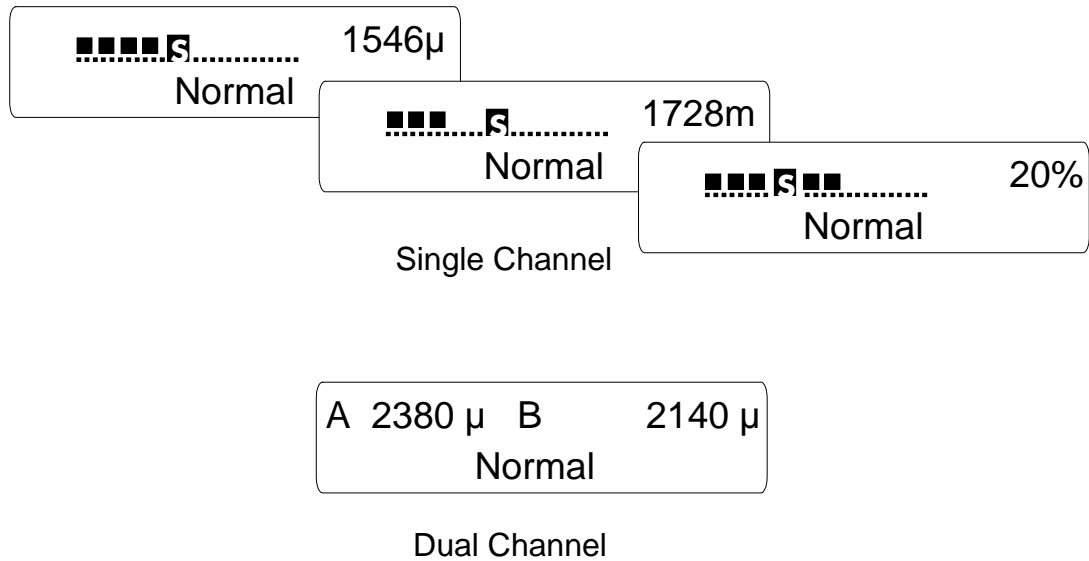 S 1546µ
Normal
S 1728m
Normal
S 20%
Normal
Single Channel
A 2380 µ B 2140 µ
Normal
Dual Channel